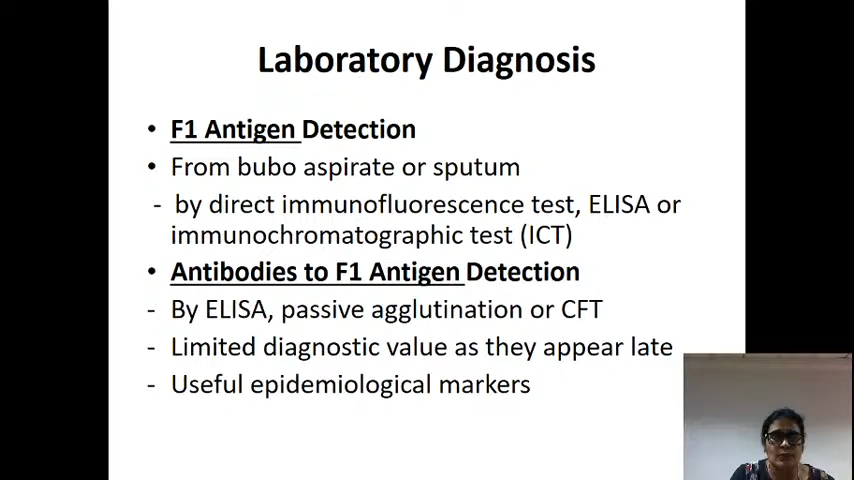 Laboratory Diagnosis
• F1 Antigen Detection
• From bubo aspirate or sputum
- by direct immunofluorescence test, ELISA or
immunochromatographic test (ICT)
• Antibodies to F1 Antigen Detection
- By ELISA, passive agglutination or CFT
- Limited diagnostic value as they appear late
- Useful epidemiological markers